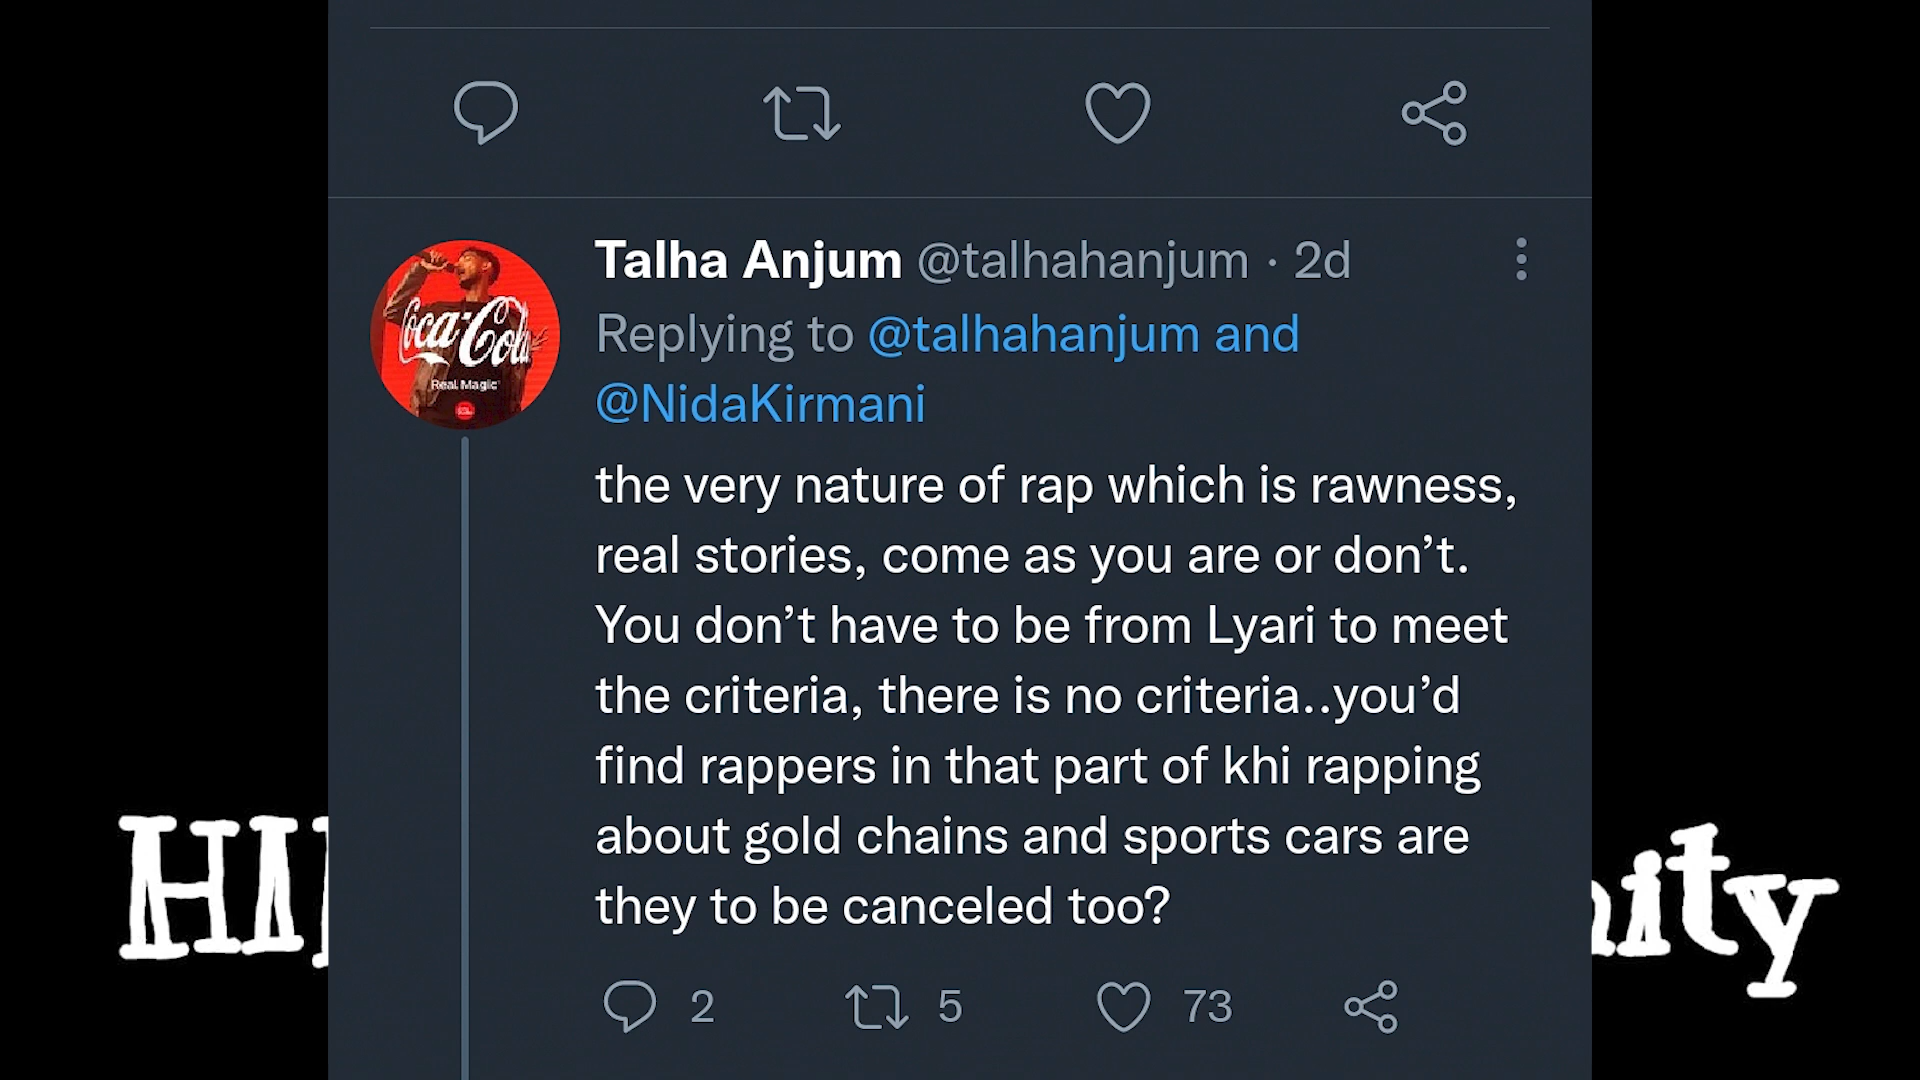 Talha Anjum @talhahanjum · 2d
Replying to @talhahanjum and
@NidaKirmani
Coca-Cola
Real Magic
the very nature of rap which is rawness,
real stories, come as you are or don’t.
You don’t have to be from Lyari to meet
the criteria, there is no criteria..you’d
find rappers in that part of khi rapping
about gold chains and sports cars are
they to be canceled too?
2 5 73